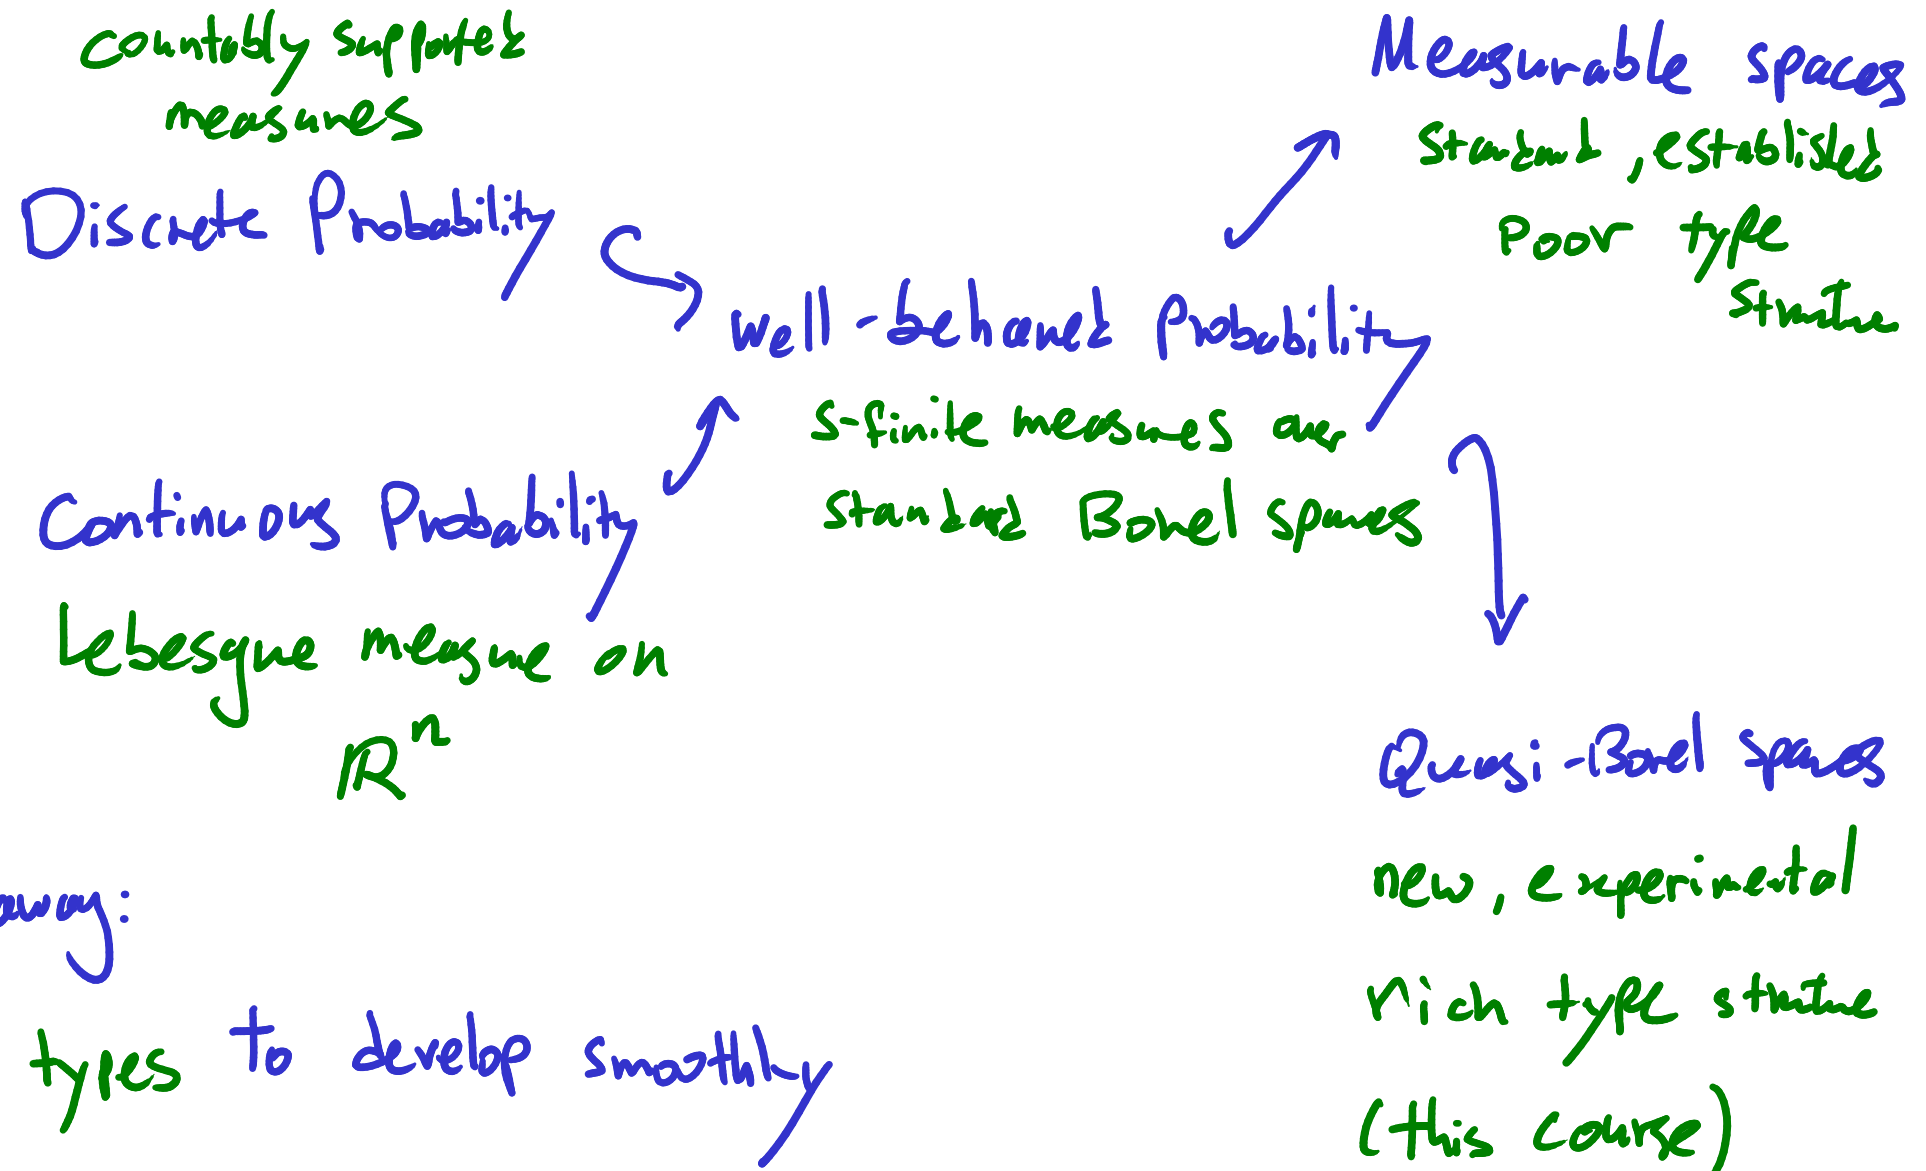 countably supported
measures
Discrete Probability
Measurable spaces
standard, established
poor type
structure
well-behaved Probability
s-finite measures over
standard Borel spaces
Continuous Probability
Lebesgue measure on
ℝⁿ
Quasi-Borel spaces
new, experimental
rich type structure
(this course)
away:
types to develop smoothly